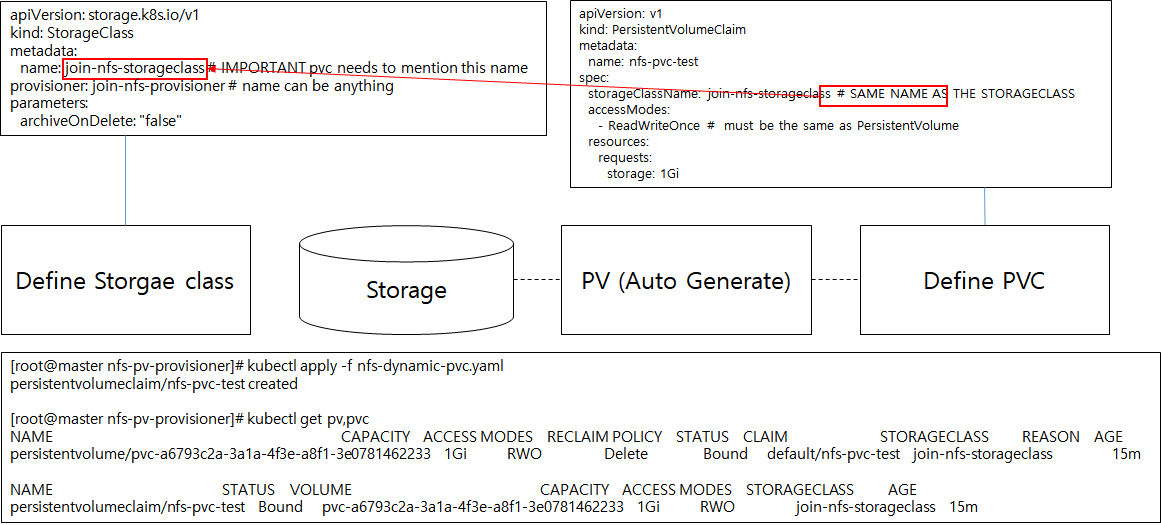 apiVersion: storage.k8s.io/v1
kind: StorageClass
metadata:
  name: join-nfs-storageclass # IMPORTANT pvc needs to mention this name
provisioner: join-nfs-provisioner # name can be anything
parameters:
  archiveOnDelete: "false"
apiVersion: v1
kind: PersistentVolumeClaim
metadata:
  name: nfs-pvc-test
spec:
  storageClassName: join-nfs-storageclass # SAME NAME AS THE STORAGECLASS
  accessModes:
    - ReadWriteOnce # must be the same as PersistentVolume
  resources:
    requests:
      storage: 1Gi
Define Storgae class
Storage
PV (Auto Generate)
Define PVC
[root@master nfs-pv-provisioner]# kubectl apply -f nfs-dynamic-pvc.yaml
persistentvolumeclaim/nfs-pvc-test created
[root@master nfs-pv-provisioner]# kubectl get pv,pvc
NAME CAPACITY ACCESS MODES RECLAIM POLICY STATUS CLAIM STORAGECLASS REASON AGE
persistentvolume/pvc-a6793c2a-3a1a-4f3e-a8f1-3e0781462233 1Gi RWO Delete Bound default/nfs-pvc-test join-nfs-storageclass 15m
NAME STATUS VOLUME CAPACITY ACCESS MODES STORAGECLASS AGE
persistentvolumeclaim/nfs-pvc-test Bound pvc-a6793c2a-3a1a-4f3e-a8f1-3e0781462233 1Gi RWO join-nfs-storageclass 15m